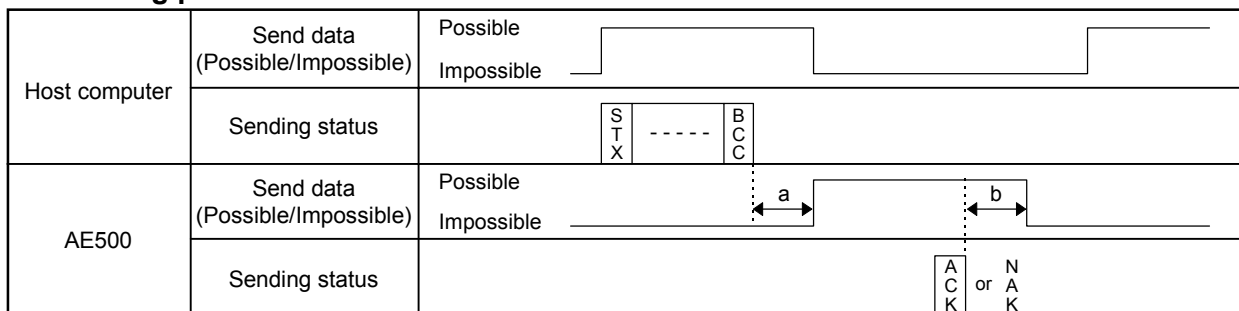 Host computer
Send data
(Possible/Impossible)
Possible
Impossible
Sending status
S
T
X
- - - - -
B
C
C
AE500
Send data
(Possible/Impossible)
Possible
Impossible
a
b
Sending status
A
C
K
or
N
A
K